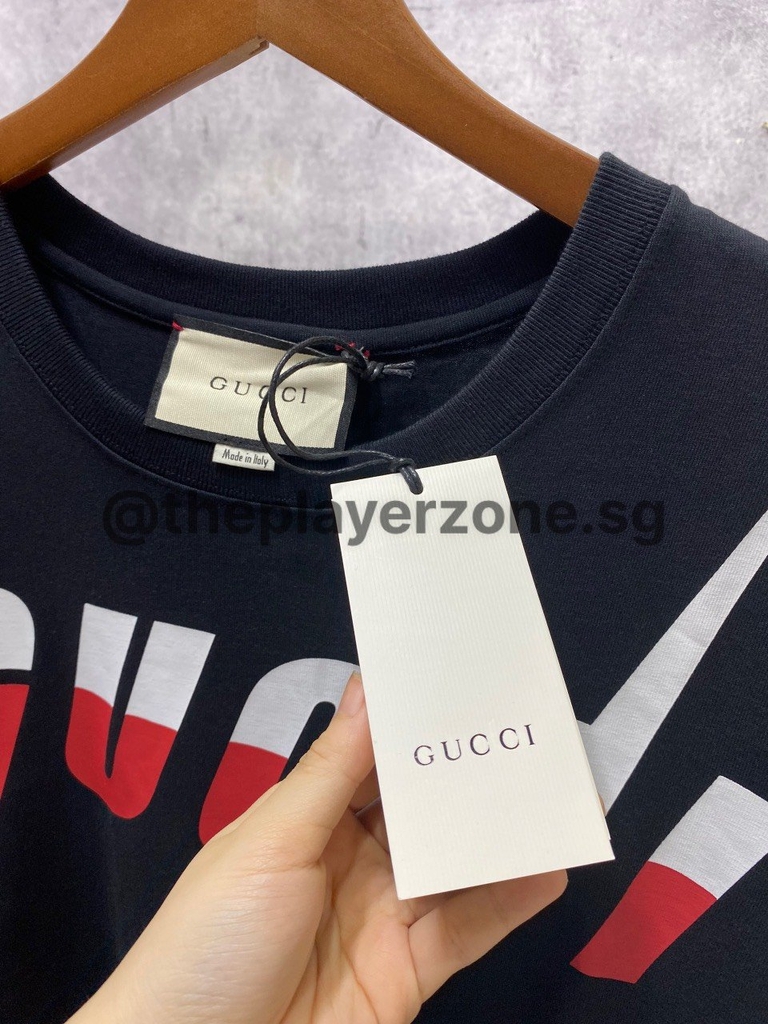 GUCCI
Made in Italy
@theplayerzone.sg
GUCCI